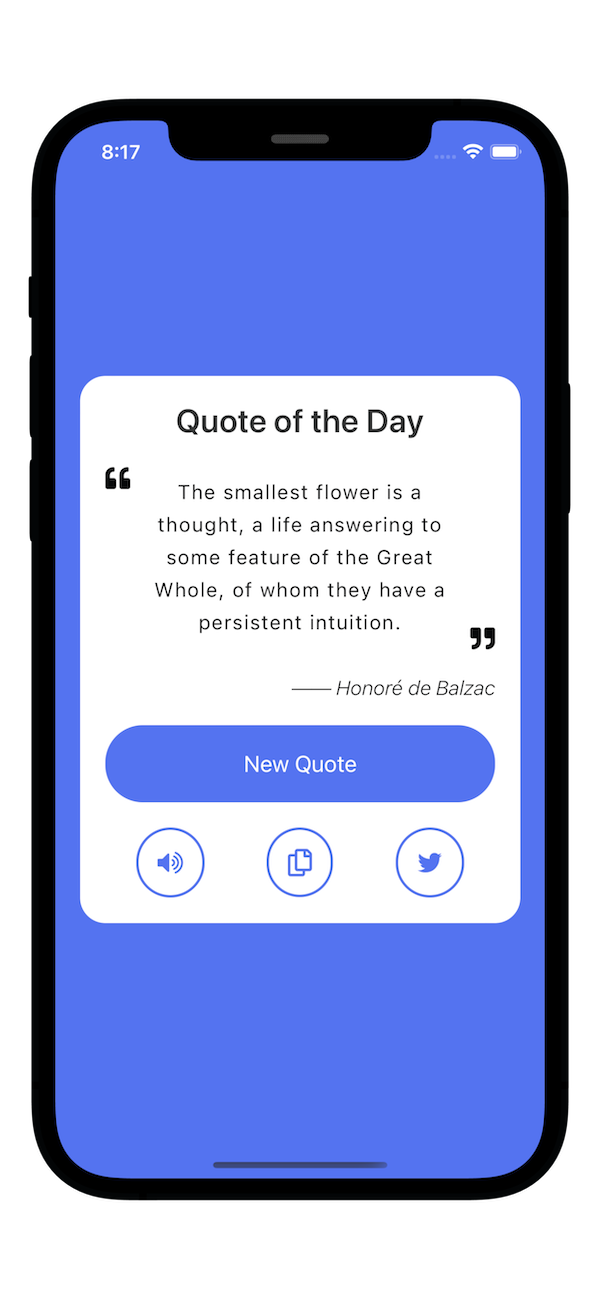 8:17
Quote of the Day
“
The smallest flower is a
thought, a life answering to
some feature of the Great
Whole, of whom they have a
persistent intuition.
”
—— Honoré de Balzac
New Quote